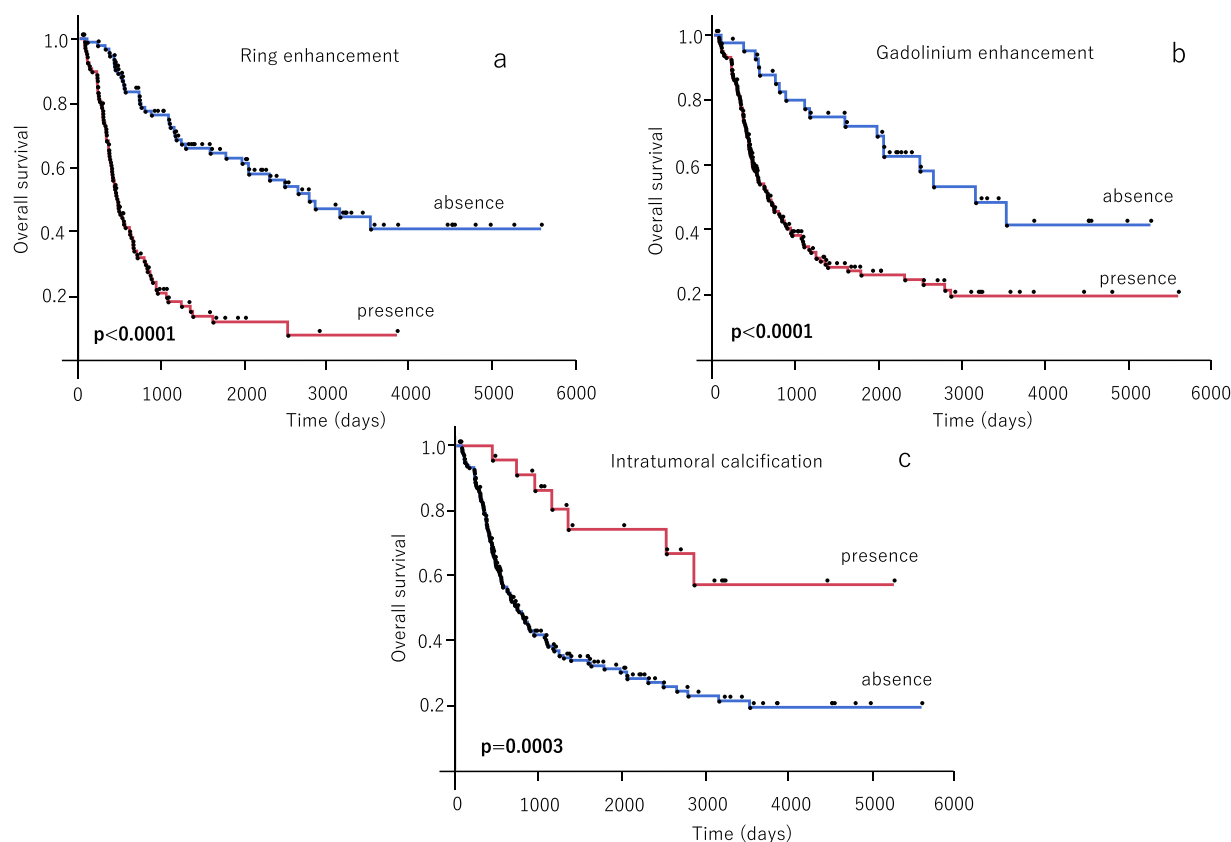 Ring enhancement
a
Overall survival
1.0
0.8
0.6
0.4
0.2
absence
presence
p<0.0001
0 1000 2000 3000 4000 5000 6000
Time (days)
Gadolinium enhancement
b
Overall survival
1.0
0.8
0.6
0.4
0.2
absence
presence
p<0.0001
0 1000 2000 3000 4000 5000 6000
Time (days)
Intratumoral calcification
c
Overall survival
1.0
0.8
0.6
0.4
0.2
presence
absence
p=0.0003
0 1000 2000 3000 4000 5000 6000
Time (days)